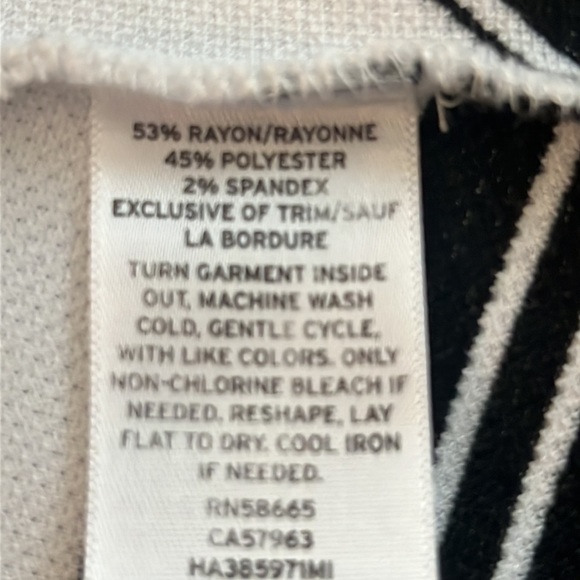 53% RAYON/RAYONNE
45% POLYESTER
2% SPANDEX
EXCLUSIVE OF TRIM/SAUF
LA BORDURE
TURN GARMENT INSIDE
OUT, MACHINE WASH
COLD, GENTLE CYCLE,
WITH LIKE COLORS. ONLY
NON-CHLORINE BLEACH IF
NEEDED. RESHAPE, LAY
FLAT TO DRY. COOL IRON
IF NEEDED.
RN58665
CA57963
HA385971MI